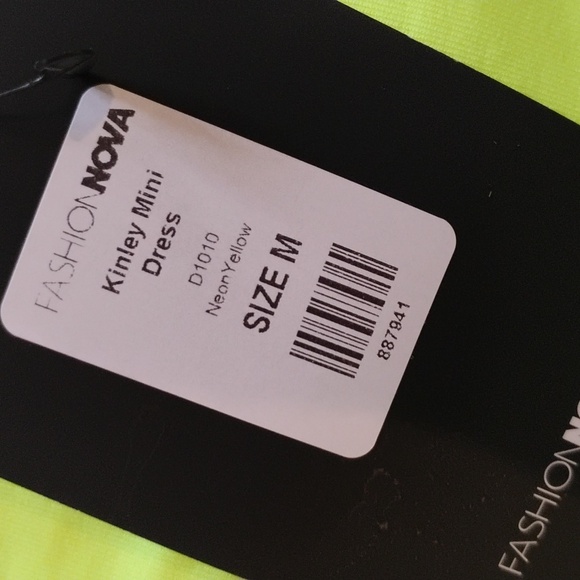 FASHIONNOVA
Kinley Mini
Dress
D1010
NeonYellow
SIZE M
887941
FASHIONNO